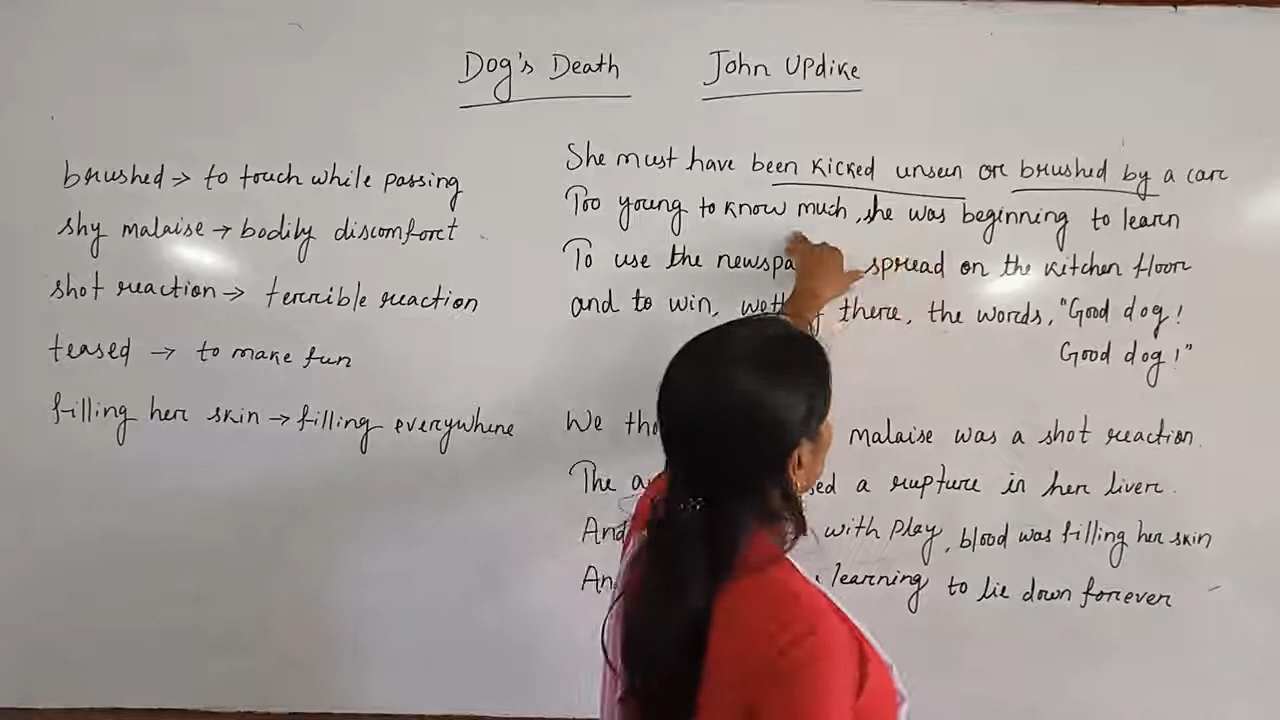 Dog's Death John Updike
brushed → to touch while passing
shy malaise → bodily discomfort
shot reaction → terrible reaction
teased → to make fun
filling her skin → filling everywhere
She must have been kicked unseen or brushed by a car
Too young to know much, she was beginning to learn
To use the newspa spread on the kitchen floor
and to win, wett there, the words, "Good dog!
Good dog!"
We tho malaise was a shot reaction.
The a sed a rupture in her liver.
And with play, blood was filling her skin
An learning to lie down forever